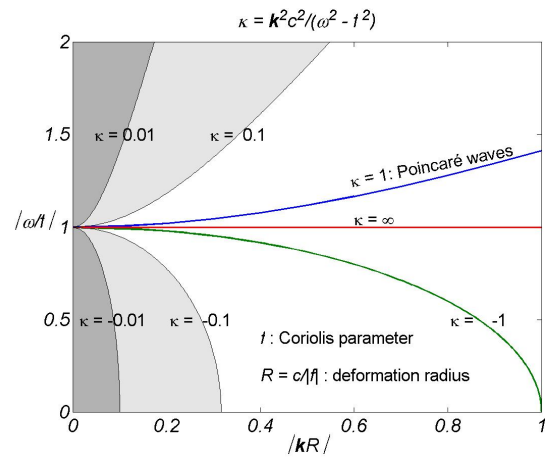 κ = k²c²/(ω² - f²)
2
κ = 0.01
κ = 0.1
1.5
κ = 1: Poincaré waves
|ω/f|
1
κ = ∞
κ = -0.01
κ = -0.1
κ = -1
0.5
f : Coriolis parameter
R = c/|f| : deformation radius
0
0 0.2 0.4 0.6 0.8 1
|kR|